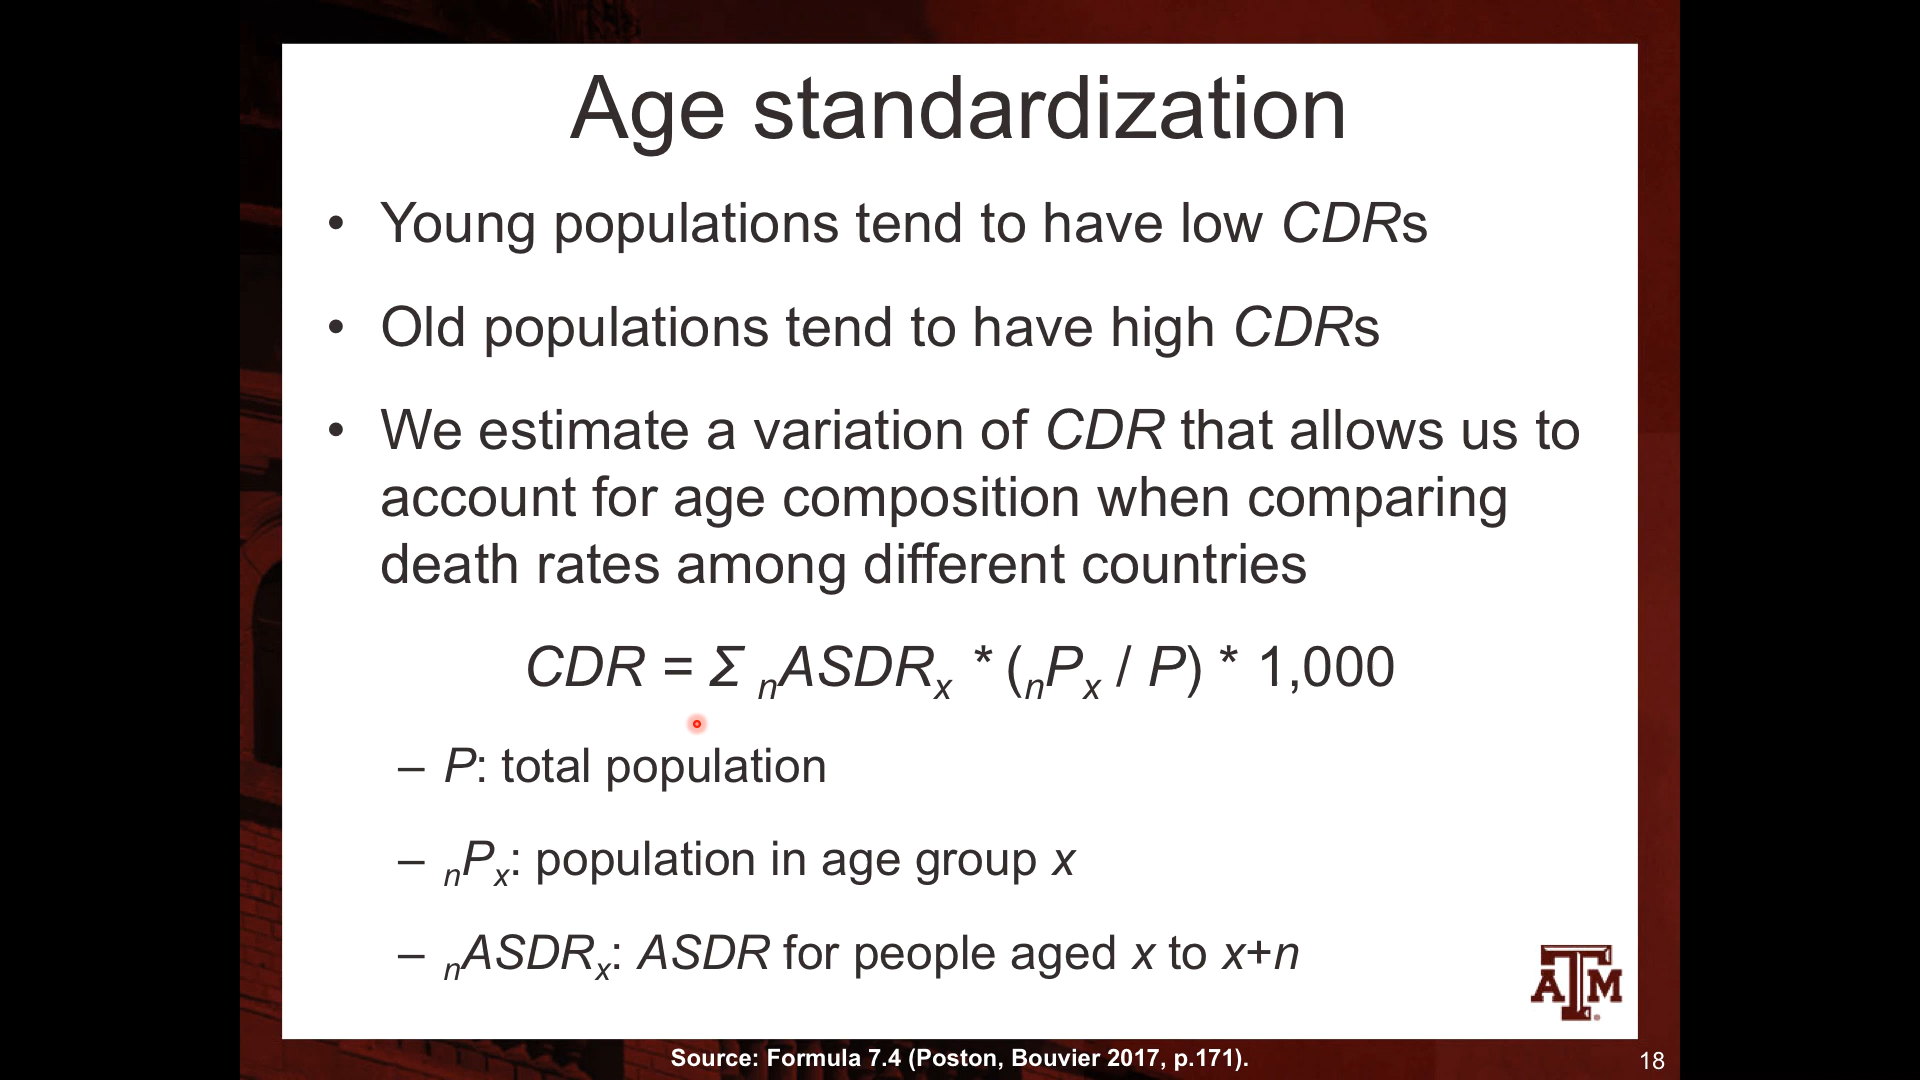 Age standardization
• Young populations tend to have low CDRs
• Old populations tend to have high CDRs
• We estimate a variation of CDR that allows us to
account for age composition when comparing
death rates among different countries
CDR = Σ nASDRx * (nPx / P) * 1,000
– P: total population
– nPx: population in age group x
– nASDRx: ASDR for people aged x to x+n
ATM
Source: Formula 7.4 (Poston, Bouvier 2017, p.171).
18